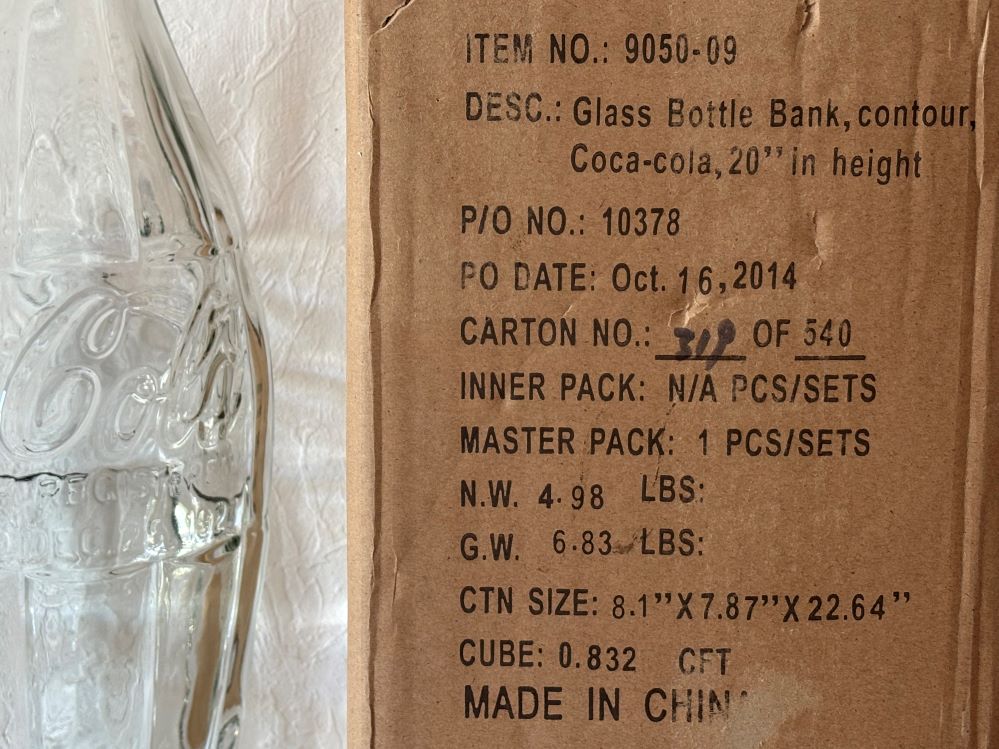 ITEM NO.: 9050-09
DESC.: Glass Bottle Bank, contour,
Coca-cola, 20" in height
P/O NO.: 10378
PO DATE: Oct. 16, 2014
CARTON NO.: 319 OF 540
INNER PACK: N/A PCS/SETS
MASTER PACK: 1 PCS/SETS
N.W. 4.98 LBS:
G.W. 6.83 LBS:
CTN SIZE: 8.1"X7.87"X22.64"
CUBE: 0.832 CFT
MADE IN CHINA